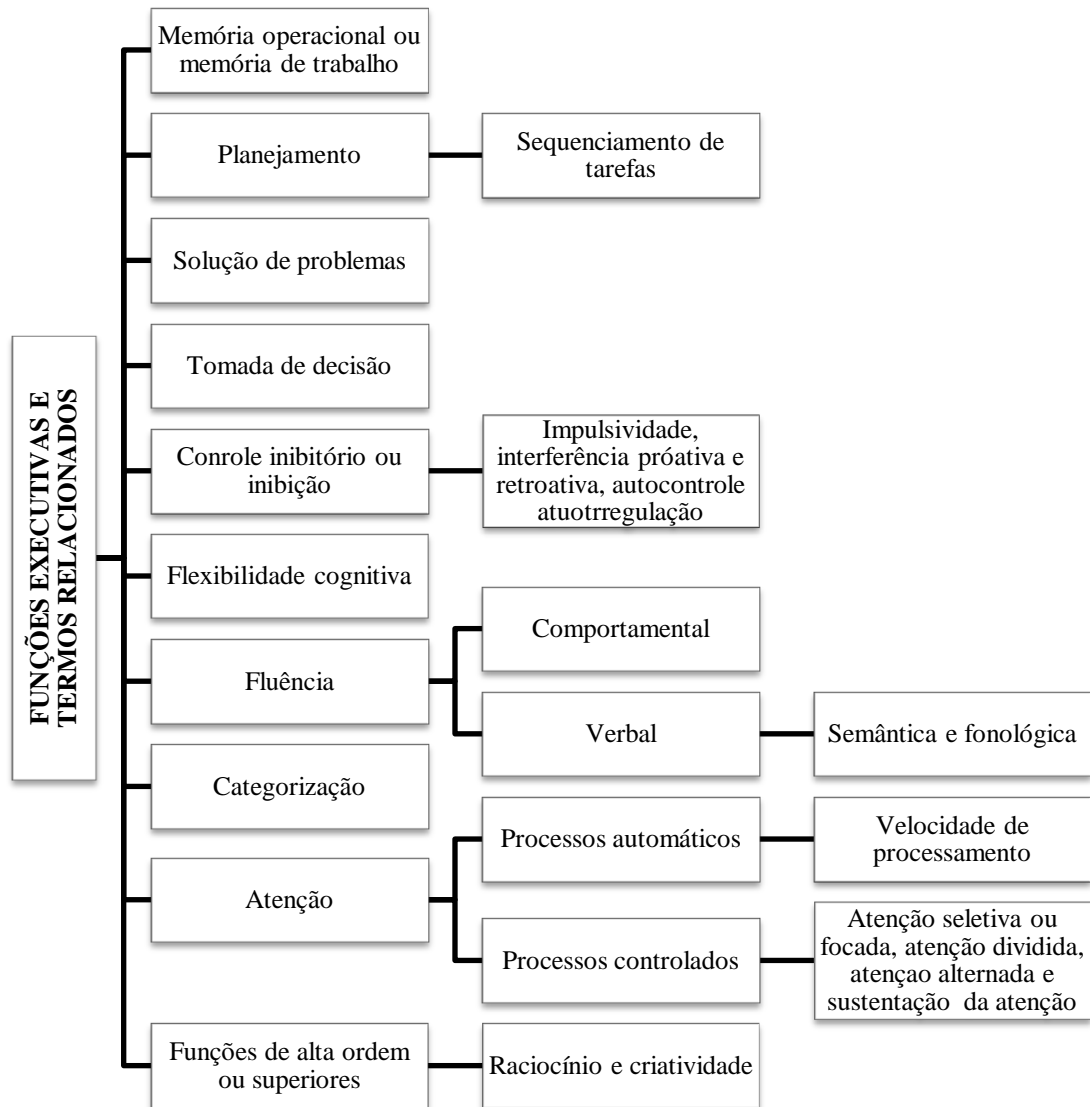 FUNÇÕES EXECUTIVAS E
TERMOS RELACIONADOS
Memória operacional ou
memória de trabalho
Planejamento
Sequenciamento de
tarefas
Solução de problemas
Tomada de decisão
Conrole inibitório ou
inibição
Impulsividade,
interferência próativa e
retroativa, autocontrole
atuotrregulação
Flexibilidade cognitiva
Fluência
Comportamental
Verbal
Semântica e fonológica
Categorização
Atenção
Processos automáticos
Velocidade de
processamento
Processos controlados
Atenção seletiva ou
focada, atenção dividida,
atençao alternada e
sustentação da atenção
Funções de alta ordem
ou superiores
Raciocínio e criatividade